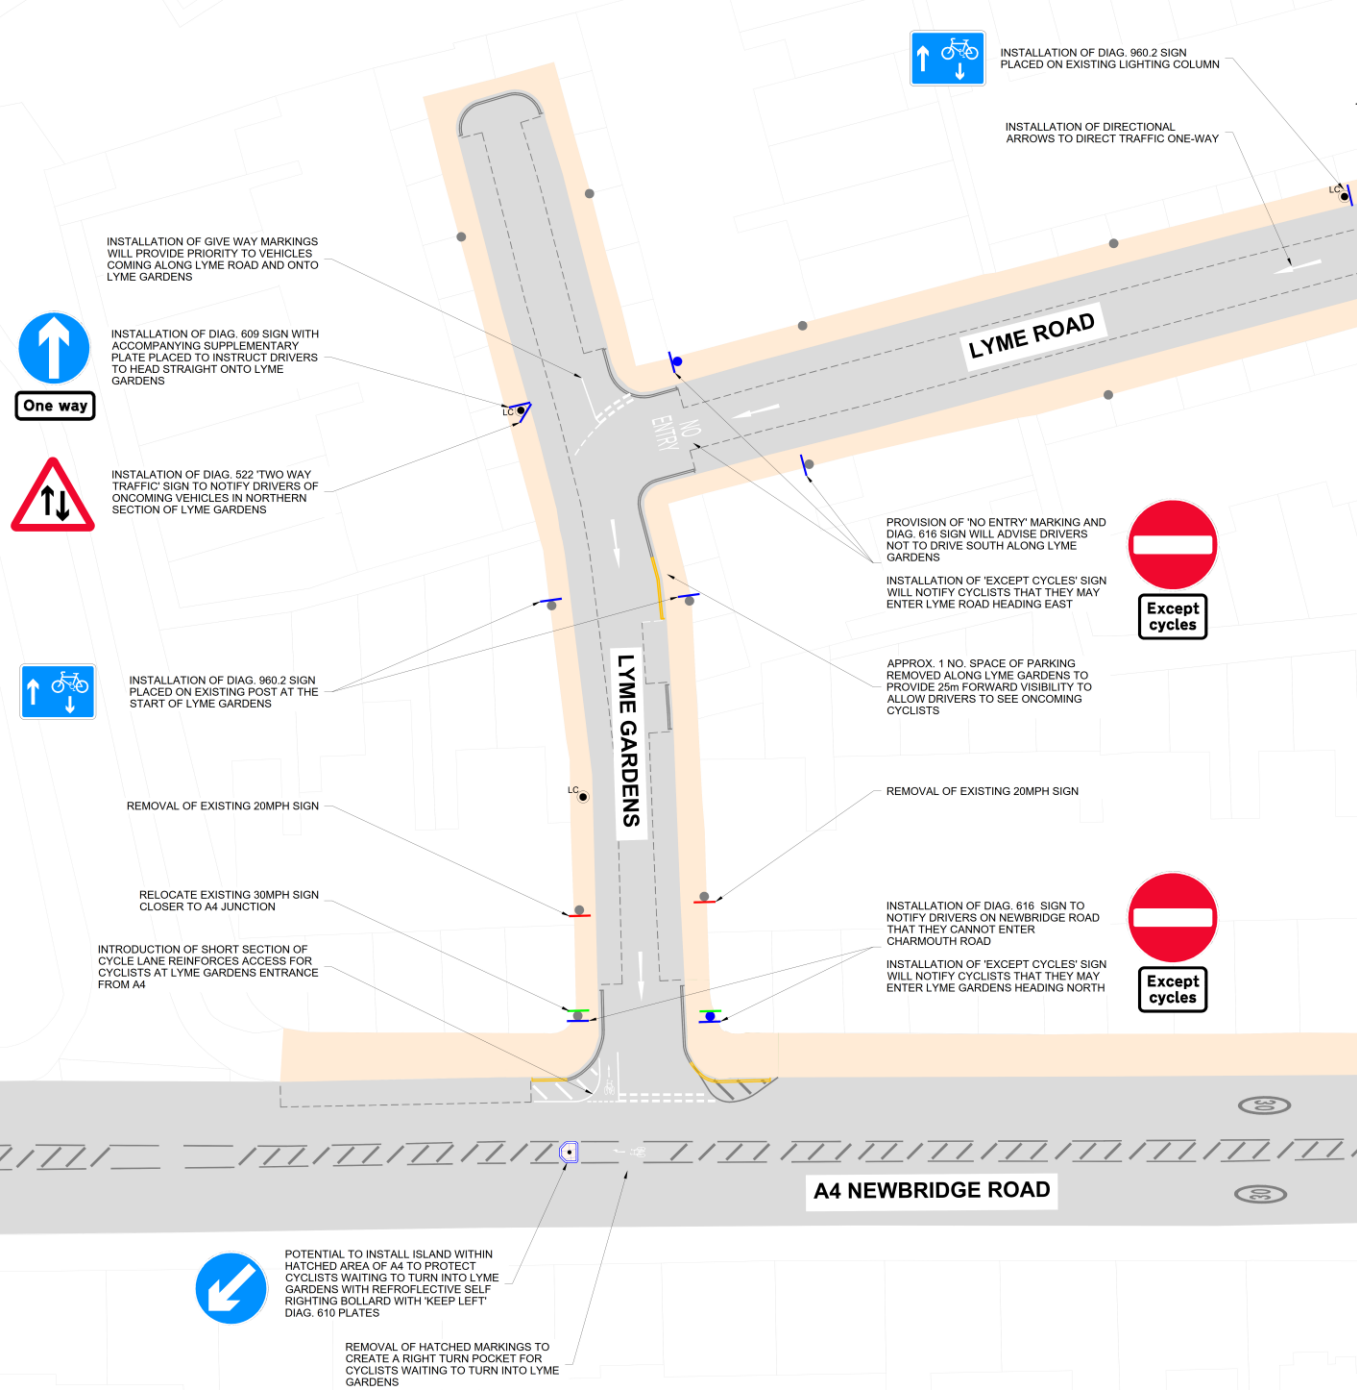 INSTALLATION OF DIAG. 960.2 SIGN
PLACED ON EXISTING LIGHTING COLUMN
INSTALLATION OF DIRECTIONAL
ARROWS TO DIRECT TRAFFIC ONE-WAY
LC
INSTALLATION OF GIVE WAY MARKINGS
WILL PROVIDE PRIORITY TO VEHICLES
COMING ALONG LYME ROAD AND ONTO
LYME GARDENS
One way
INSTALLATION OF DIAG. 609 SIGN WITH
ACCOMPANYING SUPPLEMENTARY
PLATE PLACED TO INSTRUCT DRIVERS
TO HEAD STRAIGHT ONTO LYME
GARDENS
LC
LYME ROAD
NO
ENTRY
INSTALATION OF DIAG. 522 'TWO WAY
TRAFFIC' SIGN TO NOTIFY DRIVERS OF
ONCOMING VEHICLES IN NORTHERN
SECTION OF LYME GARDENS
PROVISION OF 'NO ENTRY' MARKING AND
DIAG. 616 SIGN WILL ADVISE DRIVERS
NOT TO DRIVE SOUTH ALONG LYME
GARDENS
INSTALLATION OF 'EXCEPT CYCLES' SIGN
WILL NOTIFY CYCLISTS THAT THEY MAY
ENTER LYME ROAD HEADING EAST
Except
cycles
INSTALLATION OF DIAG. 960.2 SIGN
PLACED ON EXISTING POST AT THE
START OF LYME GARDENS
LYME GARDENS
APPROX. 1 NO. SPACE OF PARKING
REMOVED ALONG LYME GARDENS TO
PROVIDE 25m FORWARD VISIBILITY TO
ALLOW DRIVERS TO SEE ONCOMING
CYCLISTS
LC
REMOVAL OF EXISTING 20MPH SIGN
REMOVAL OF EXISTING 20MPH SIGN
RELOCATE EXISTING 30MPH SIGN
CLOSER TO A4 JUNCTION
INTRODUCTION OF SHORT SECTION OF
CYCLE LANE REINFORCES ACCESS FOR
CYCLISTS AT LYME GARDENS ENTRANCE
FROM A4
INSTALLATION OF DIAG. 616 SIGN TO
NOTIFY DRIVERS ON NEWBRIDGE ROAD
THAT THEY CANNOT ENTER
CHARMOUTH ROAD
INSTALLATION OF 'EXCEPT CYCLES' SIGN
WILL NOTIFY CYCLISTS THAT THEY MAY
ENTER LYME GARDENS HEADING NORTH
Except
cycles
30
A4 NEWBRIDGE ROAD
30
POTENTIAL TO INSTALL ISLAND WITHIN
HATCHED AREA OF A4 TO PROTECT
CYCLISTS WAITING TO TURN INTO LYME
GARDENS WITH REFROFLECTIVE SELF
RIGHTING BOLLARD WITH 'KEEP LEFT'
DIAG. 610 PLATES
REMOVAL OF HATCHED MARKINGS TO
CREATE A RIGHT TURN POCKET FOR
CYCLISTS WAITING TO TURN INTO LYME
GARDENS